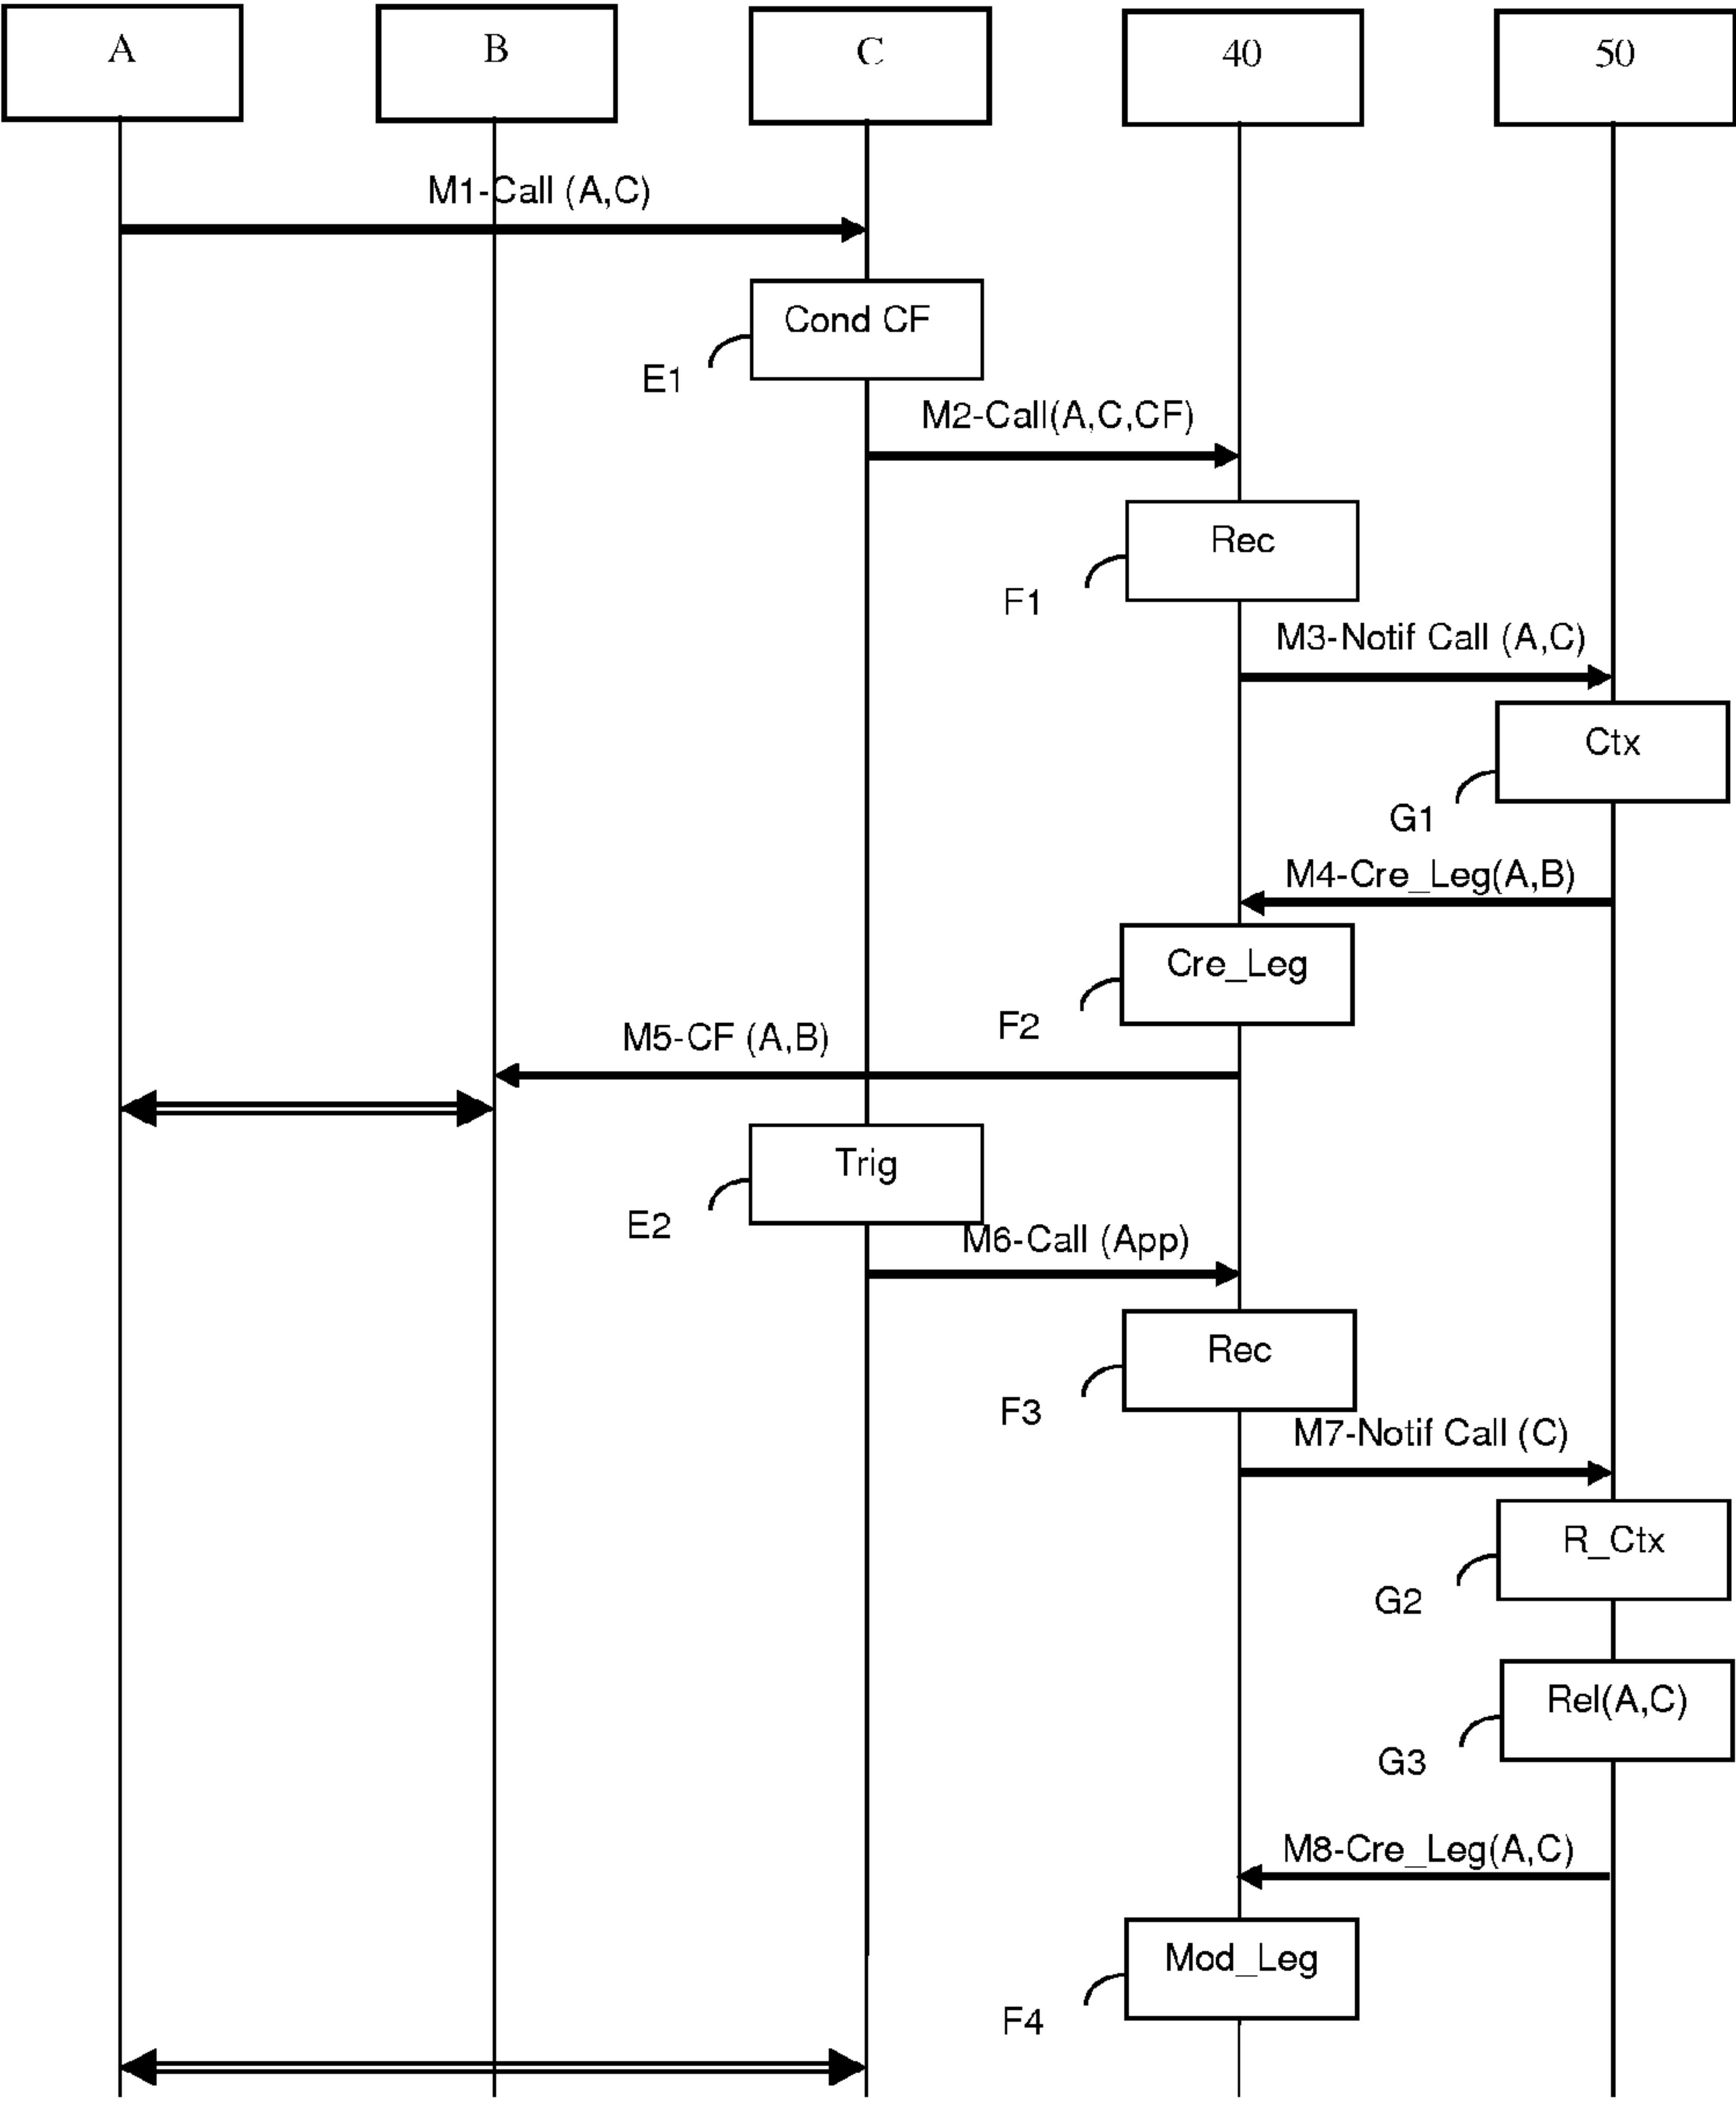 A
B
C
40
50
M1-Call (A,C)
Cond CF
E1
M2-Call(A,C,CF)
Rec
F1
M3-Notif Call (A,C)
Ctx
G1
M4-Cre_Leg(A,B)
Cre_Leg
F2
M5-CF (A,B)
Trig
E2
M6-Call (App)
Rec
F3
M7-Notif Call (C)
R_Ctx
G2
Rel(A,C)
G3
M8-Cre_Leg(A,C)
Mod_Leg
F4